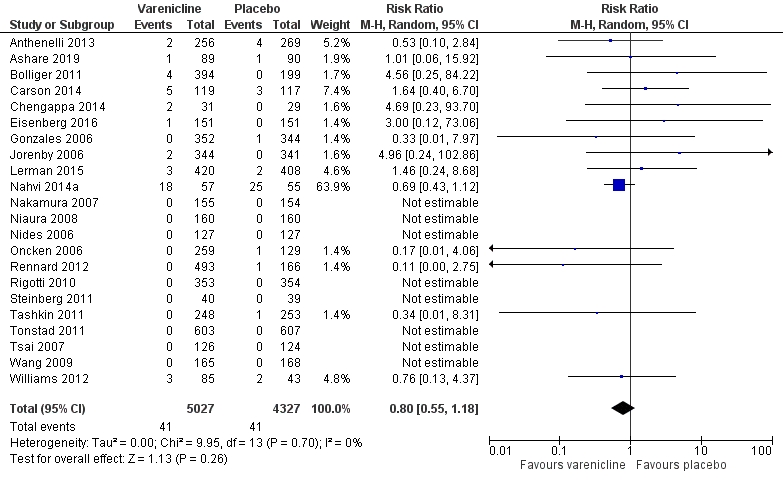 Varenicline Placebo Risk Ratio Risk Ratio
Study or Subgroup Events Total Events Total Weight M-H, Random, 95% CI M-H, Random, 95% CI
Anthenelli 2013 2 256 4 269 5.2% 0.53 [0.10, 2.84]
Ashare 2019 1 89 1 90 1.9% 1.01 [0.06, 15.92]
Bolliger 2011 4 394 0 199 1.7% 4.56 [0.25, 84.22]
Carson 2014 5 119 3 117 7.4% 1.64 [0.40, 6.70]
Chengappa 2014 2 31 0 29 1.6% 4.69 [0.23, 93.70]
Eisenberg 2016 1 151 0 151 1.4% 3.00 [0.12, 73.06]
Gonzales 2006 0 352 1 344 1.4% 0.33 [0.01, 7.97]
Jorenby 2006 2 344 0 341 1.6% 4.96 [0.24, 102.86]
Lerman 2015 3 420 2 408 4.6% 1.46 [0.24, 8.68]
Nahvi 2014a 18 57 25 55 63.9% 0.69 [0.43, 1.12]
Nakamura 2007 0 155 0 154 Not estimable
Niaura 2008 0 160 0 160 Not estimable
Nides 2006 0 127 0 127 Not estimable
Oncken 2006 0 259 1 129 1.4% 0.17 [0.01, 4.06]
Rennard 2012 0 493 1 166 1.4% 0.11 [0.00, 2.75]
Rigotti 2010 0 353 0 354 Not estimable
Steinberg 2011 0 40 0 39 Not estimable
Tashkin 2011 0 248 1 253 1.4% 0.34 [0.01, 8.31]
Tonstad 2011 0 603 0 607 Not estimable
Tsai 2007 0 126 0 124 Not estimable
Wang 2009 0 165 0 168 Not estimable
Williams 2012 3 85 2 43 4.8% 0.76 [0.13, 4.37]
Total (95% CI) 5027 4327 100.0% 0.80 [0.55, 1.18]
Total events 41 41
Heterogeneity: Tau² = 0.00; Chi² = 9.95, df = 13 (P = 0.70); I² = 0%
Test for overall effect: Z = 1.13 (P = 0.26)
0.01 0.1 1 10 100
Favours varenicline Favours placebo